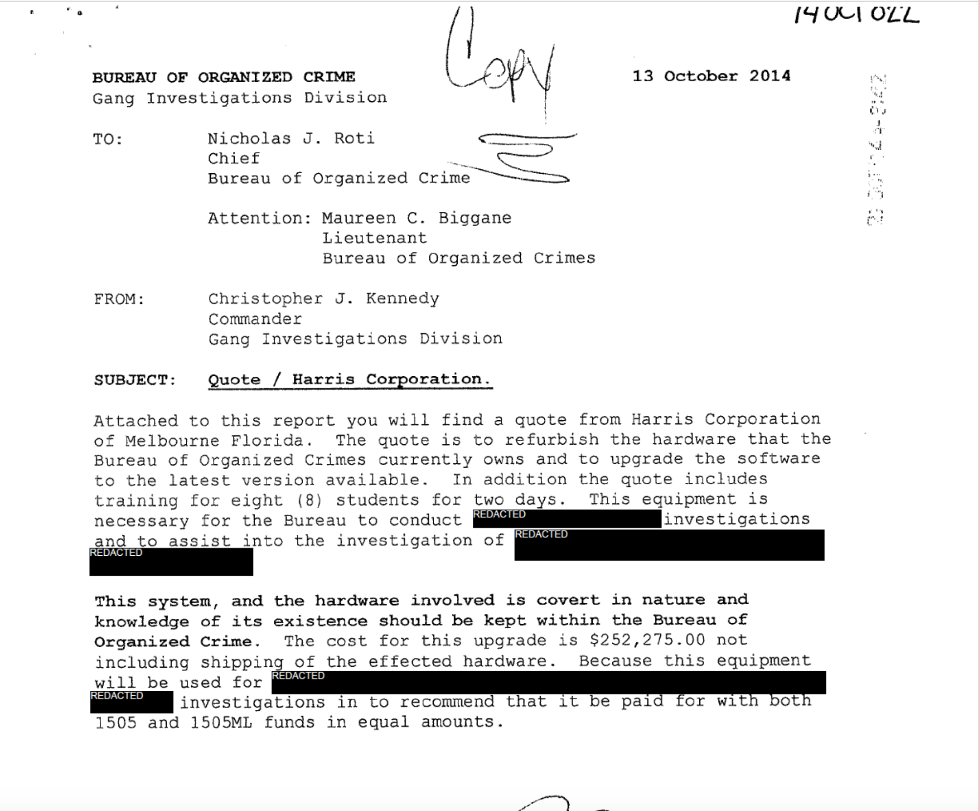 14 OCT 022
Copy
BUREAU OF ORGANIZED CRIME 13 October 2014
Gang Investigations Division
TO: Nicholas J. Roti
Chief
Bureau of Organized Crime
Attention: Maureen C. Biggane
Lieutenant
Bureau of Organized Crimes
FROM: Christopher J. Kennedy
Commander
Gang Investigations Division
SUBJECT: Quote / Harris Corporation.
Attached to this report you will find a quote from Harris Corporation
of Melbourne Florida. The quote is to refurbish the hardware that the
Bureau of Organized Crimes currently owns and to upgrade the software
to the latest version available. In addition the quote includes
training for eight (8) students for two days. This equipment is
necessary for the Bureau to conduct REDACTED investigations
and to assist into the investigation of REDACTED
REDACTED
This system, and the hardware involved is covert in nature and
knowledge of its existence should be kept within the Bureau of
Organized Crime. The cost for this upgrade is $252,275.00 not
including shipping of the effected hardware. Because this equipment
will be used for REDACTED
REDACTED investigations in to recommend that it be paid for with both
1505 and 1505ML funds in equal amounts.